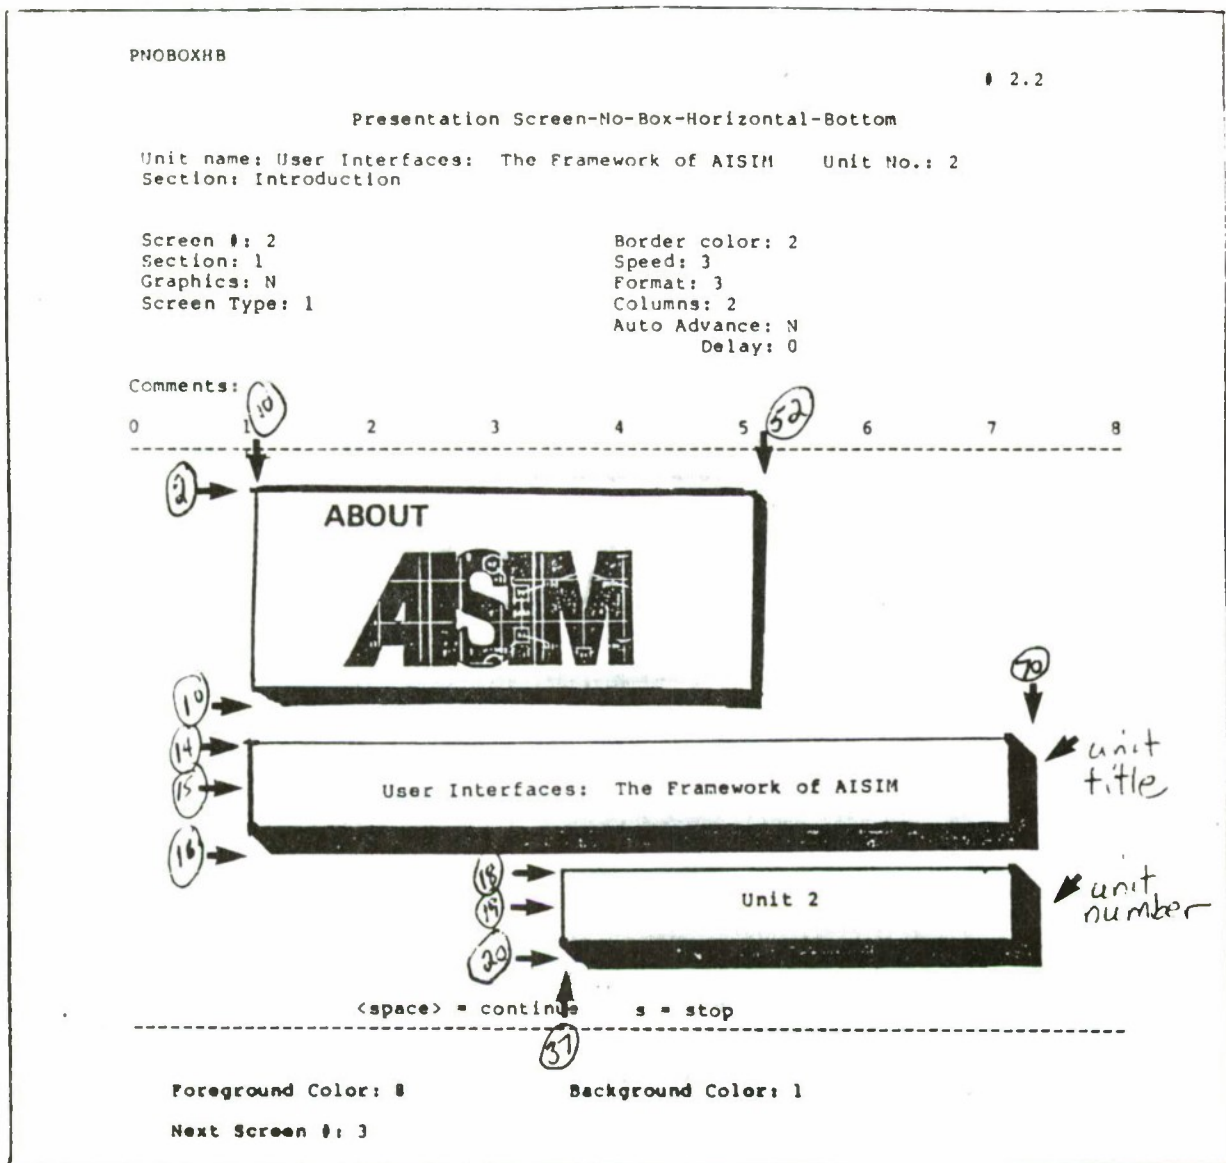 PNOBOXHB
# 2.2
Presentation Screen-No-Box-Horizontal-Bottom
Unit name: User Interfaces:  The Framework of AISIM    Unit No.: 2
Section: Introduction
Screen #: 2    Border color: 2
Section: 1    Speed: 3
Graphics: N    Format: 3
Screen Type: 1    Columns: 2
Auto Advance: N
Delay: 0
Comments:
10    52
0    1    2    3    4    5    6    7    8
2
ABOUT
AISIM
10    70
14    unit
title
15    User Interfaces:  The Framework of AISIM
16
18    unit
number
19    Unit 2
20
<space> = continue    s = stop
37
Foreground Color: 8    Background Color: 1
Next Screen #: 3